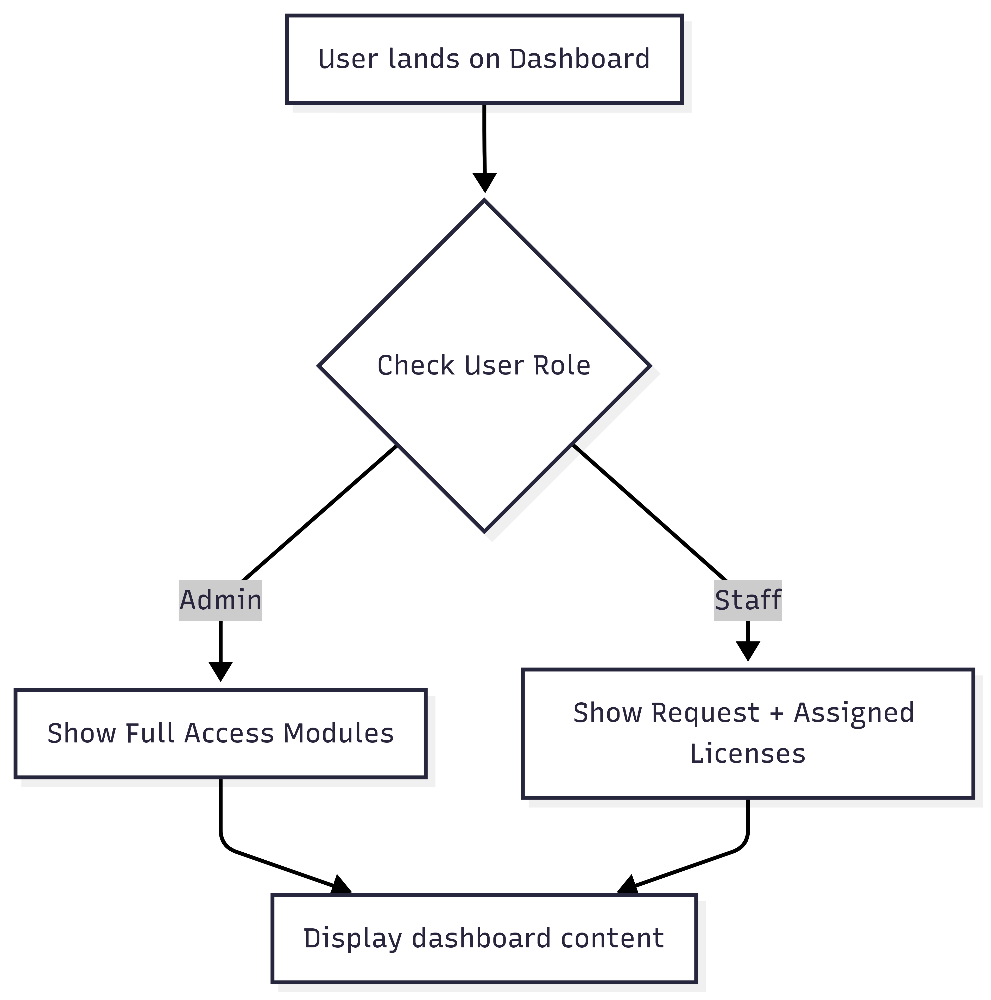 User lands on Dashboard
Check User Role
Admin
Staff
Show Full Access Modules
Show Request + Assigned
Licenses
Display dashboard content